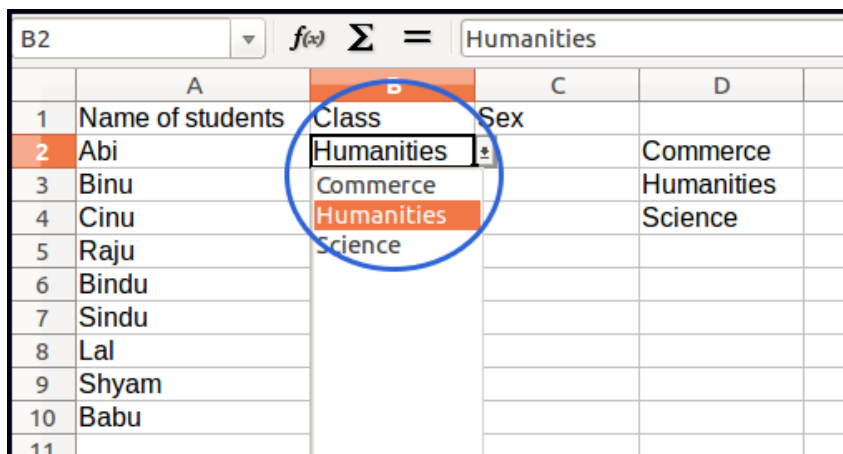 B2 f(x) Σ = Humanities
A B C D
1 Name of students Class Sex
2 Abi Humanities Commerce
3 Binu Commerce Humanities
4 Cinu Humanities Science
5 Raju Science
6 Bindu
7 Sindu
8 Lal
9 Shyam
10 Babu
11